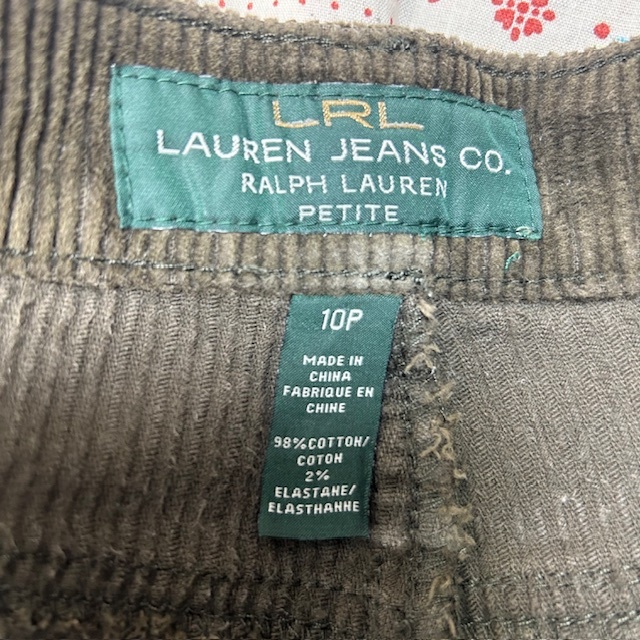 LRL
LAUREN JEANS CO.
RALPH LAUREN
PETITE
10P
MADE IN
CHINA
FABRIQUE EN
CHINE
98%COTTON/
COTON
2%
ELASTANE/
ELASTHANNE